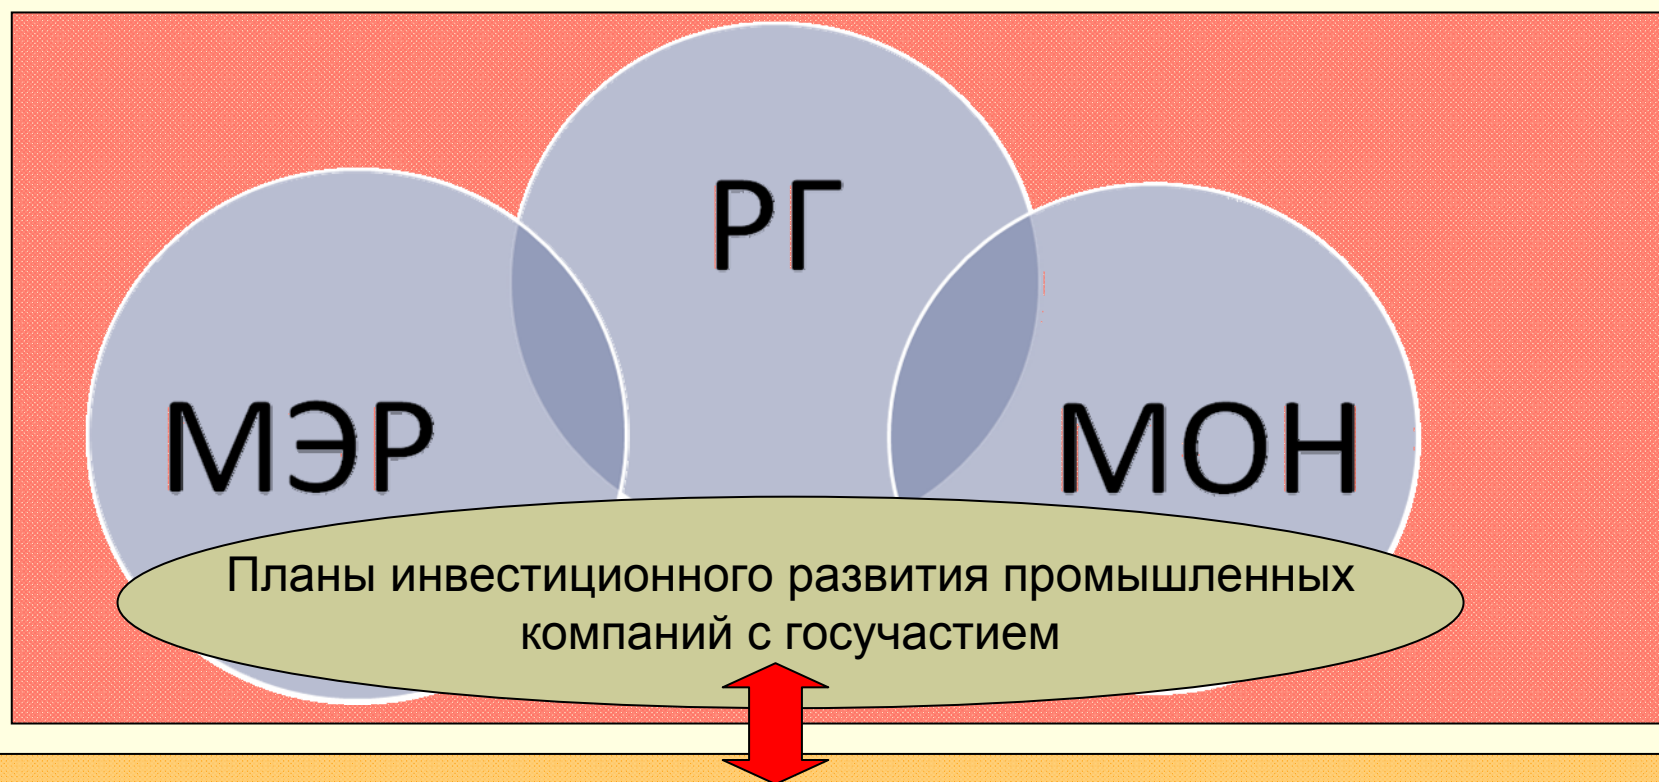 РГ
МЭР
МОН
Планы инвестиционного развития промышленных
компаний с госучастием